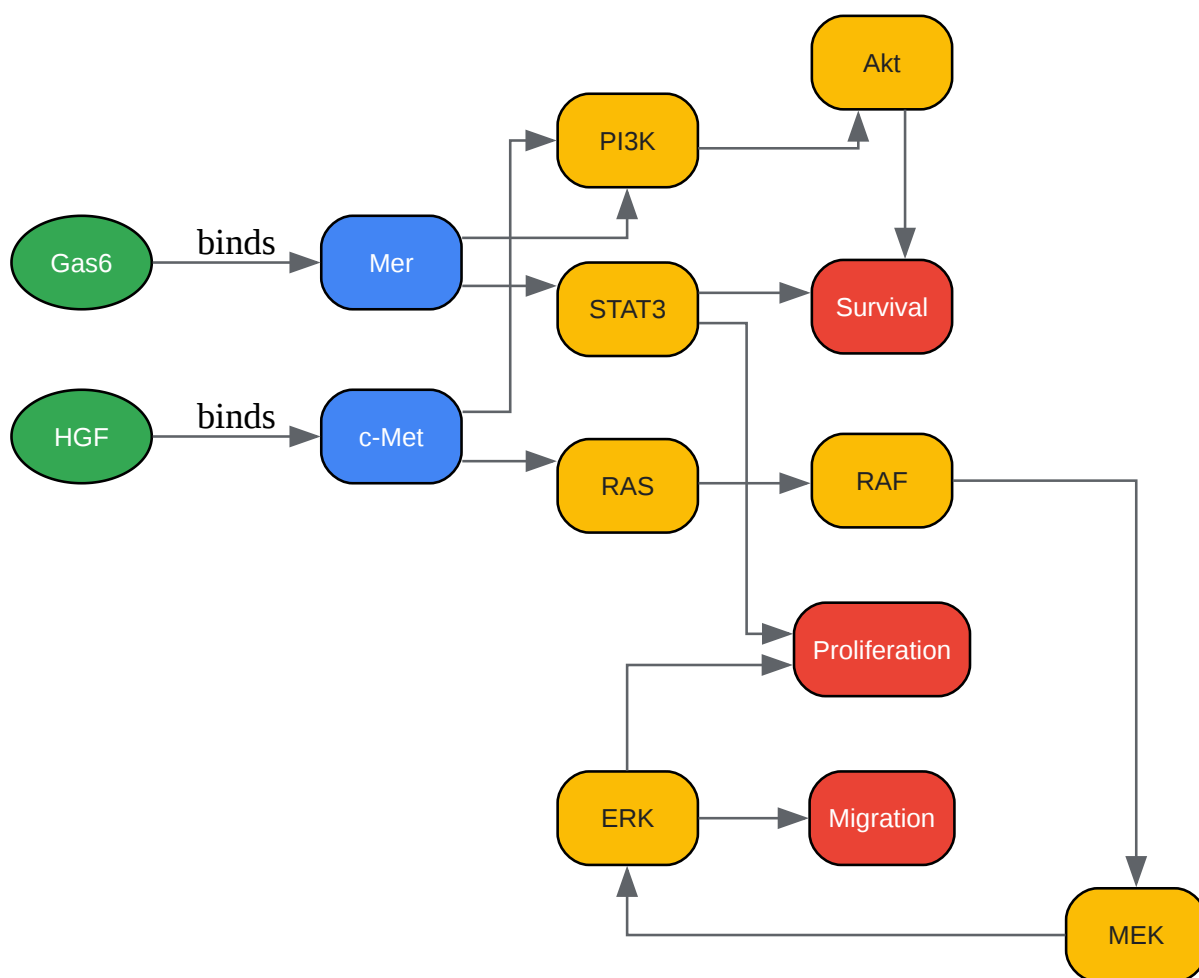 Akt
PI3K
Gas6
binds
Mer
STAT3
Survival
HGF
binds
c-Met
RAS
RAF
Proliferation
ERK
Migration
MEK